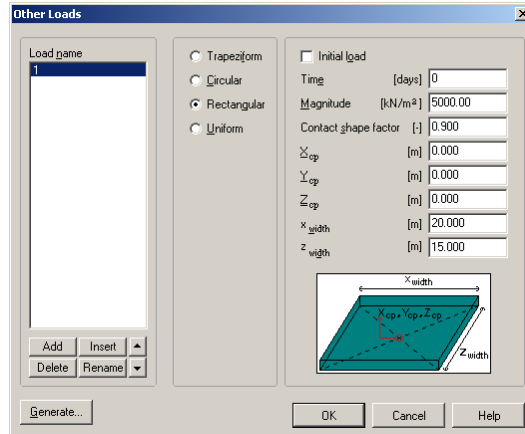 Other Loads
Load name
1
Add Insert
Delete Rename
Generate...
Trapeziform
Circular
Rectangular
Uniform
Initial load
Time [days] 0
Magnitude [kN/m²] 5000.00
Contact shape factor [-] 0.900
Xcp [m] 0.000
Ycp [m] 0.000
Zcp [m] 0.000
x width [m] 20.000
z width [m] 15.000
Xwidth
Xcp,Ycp,Zcp
Zwidth
OK Cancel Help